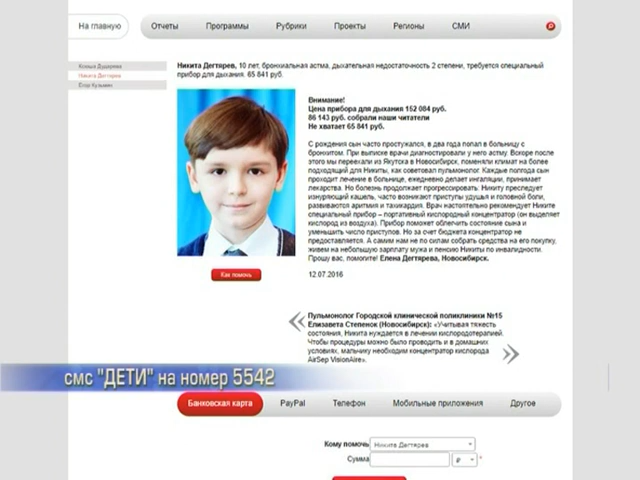 На главную
Отчеты Программы Рубрики Проекты Регионы СМИ
Ксения Душаряева
Никита Дегтярев
Егор Кузьмин
Никита Дегтярев, 10 лет, бронхиальная астма, дыхательная недостаточность 2 степени, требуется специальный
прибор для дыхания. 65 841 руб.
Внимание!
Цена прибора для дыхания 152 084 руб.
86 143 руб. собрали наши читатели
Не хватает 65 841 руб.
С рождения сын часто простужался, в два года попал в больницу с
бронхитом. При выписке врачи диагностировали у него астму. Вскоре после
этого мы переехали из Якутска в Новосибирск, поменяли климат на более
подходящий для Никиты, как советовал пульмонолог. Каждые полгода сын
проходит лечение в больнице, ежедневно делает ингаляции, принимает
лекарства. Но болезнь продолжает прогрессировать. Никиту преследует
изнуряющий кашель, часто возникают приступы удушья и головной боли,
развиваются аритмия и тахикардия. Врач настоятельно рекомендует Никите
специальный прибор – портативный кислородный концентратор (он выделяет
кислород из воздуха). Прибор поможет облегчить состояние сына и
уменьшить число приступов. Но за счет бюджета концентратор не
предоставляется. А самим нам не по силам собрать средства на его покупку,
живем на небольшую зарплату мужа и пенсию Никиты по инвалидности.
Прошу вас, помогите! Елена Дегтярева, Новосибирск.
Как помочь
12.07.2016
Пульмонолог Городской клинической поликлиники №15
Елизавета Степенок (Новосибирск): «Учитывая тяжесть
состояния, Никита нуждается в лечении кислородотерапией.
Чтобы процедуры можно было проводить и в домашних
условиях, мальчику необходим концентратор кислорода
AirSep VisionAire».
смс "ДЕТИ" на номер 5542
Банковская карта PayPal Телефон Мобильные приложения Другое
Кому помочь Никита Дегтярев
Сумма ₽ *